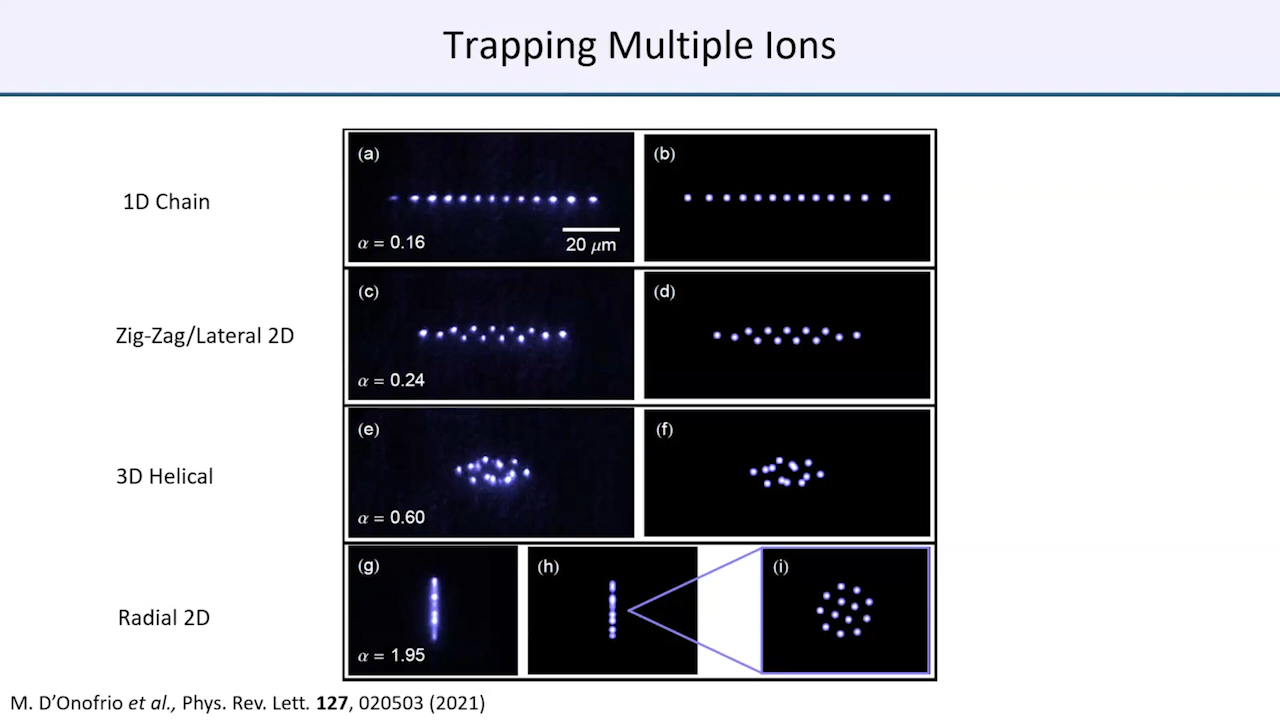 Trapping Multiple Ions
1D Chain
(a)
α = 0.16
20 μm
(b)
Zig-Zag/Lateral 2D
(c)
α = 0.24
(d)
3D Helical
(e)
α = 0.60
(f)
Radial 2D
(g)
α = 1.95
(h)
(i)
M. D’Onofrio et al., Phys. Rev. Lett. 127, 020503 (2021)